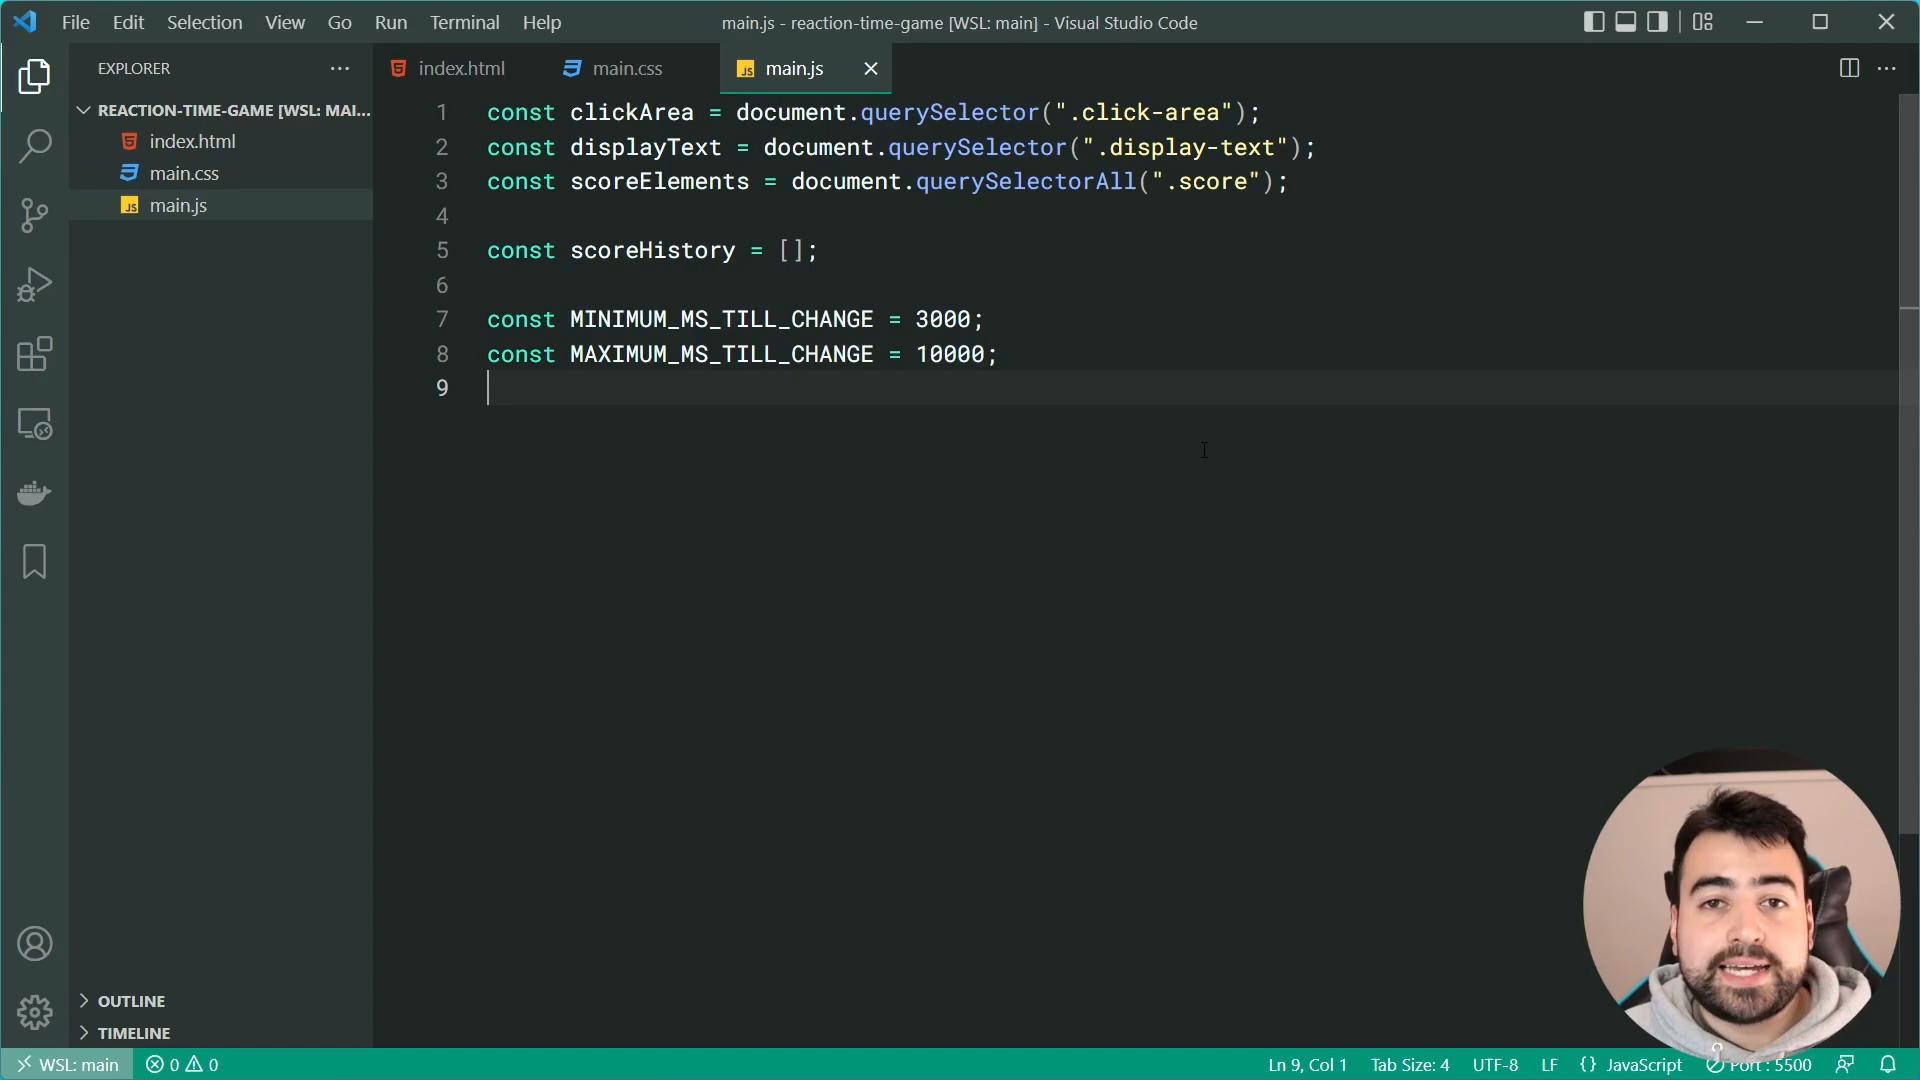 File Edit Selection View Go Run Terminal Help
main.js - reaction-time-game [WSL: main] - Visual Studio Code
EXPLORER
REACTION-TIME-GAME [WSL: MAI...
index.html
main.css
main.js
index.html main.css main.js
1 const clickArea = document.querySelector(".click-area");
2 const displayText = document.querySelector(".display-text");
3 const scoreElements = document.querySelectorAll(".score");
4
5 const scoreHistory = [];
6
7 const MINIMUM_MS_TILL_CHANGE = 3000;
8 const MAXIMUM_MS_TILL_CHANGE = 10000;
9
OUTLINE
TIMELINE
WSL: main 0 0 Ln 9, Col 1 Tab Size: 4 UTF-8 LF {} JavaScript Port : 5500